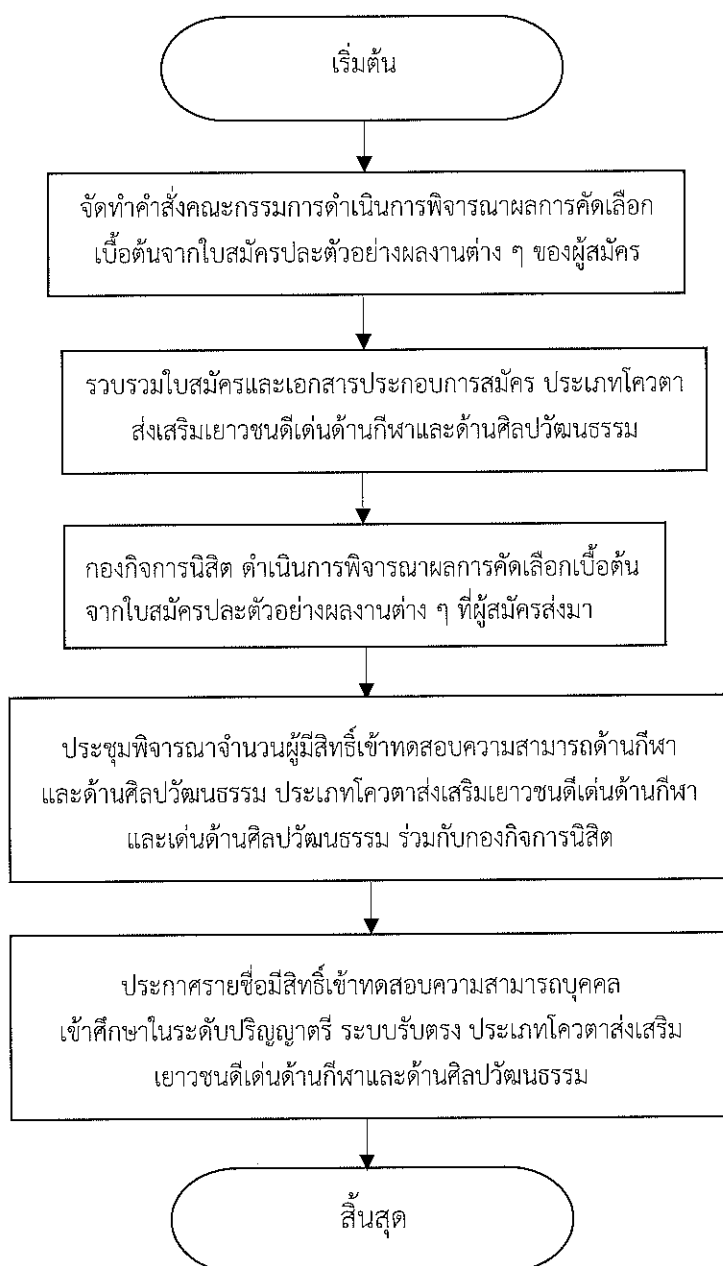 เริ่มต้น
จัดทำคำสั่งคณะกรรมการดำเนินการพิจารณาผลการคัดเลือก
เบื้อต้นจากใบสมัครปละตัวอย่างผลงานต่าง ๆ ของผู้สมัคร
รวบรวมใบสมัครและเอกสารประกอบการสมัคร ประเภทโควตา
ส่งเสริมเยาวชนดีเด่นด้านกีฬาและด้านศิลปวัฒนธรรม
กองกิจการนิสิต ดำเนินการพิจารณาผลการคัดเลือกเบื้อต้น
จากใบสมัครปละตัวอย่างผลงานต่าง ๆ ที่ผู้สมัครส่งมา
ประชุมพิจารณาจำนวนผู้มีสิทธิ์เข้าทดสอบความสามารถด้านกีฬา
และด้านศิลปวัฒนธรรม ประเภทโควตาส่งเสริมเยาวชนดีเด่นด้านกีฬา
และเด่นด้านศิลปวัฒนธรรม ร่วมกับกองกิจการนิสิต
ประกาศรายชื่อมีสิทธิ์เข้าทดสอบความสามารถบุคคล
เข้าศึกษาในระดับปริญญาตรี ระบบรับตรง ประเภทโควตาส่งเสริม
เยาวชนดีเด่นด้านกีฬาและด้านศิลปวัฒนธรรม
สิ้นสุด